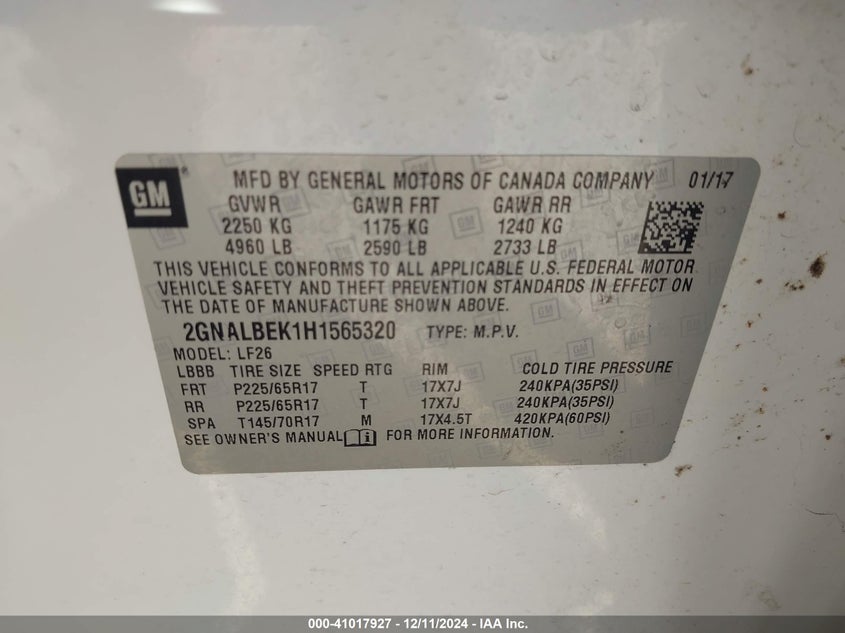 GM ® MFD BY GENERAL MOTORS OF CANADA COMPANY 01/17
GVWR GAWR FRT GAWR RR
2250 KG 1175 KG 1240 KG
4960 LB 2590 LB 2733 LB
THIS VEHICLE CONFORMS TO ALL APPLICABLE U.S. FEDERAL MOTOR
VEHICLE SAFETY AND THEFT PREVENTION STANDARDS IN EFFECT ON
THE DATE OF MANUFACTURE SHOWN ABOVE.
2GNALBEK1H1565320 TYPE: M.P.V.
MODEL: LF26
LBBB TIRE SIZE SPEED RTG RIM COLD TIRE PRESSURE
FRT P225/65R17 T 17X7J 240KPA(35PSI)
RR P225/65R17 T 17X7J 240KPA(35PSI)
SPA T145/70R17 M 17X4.5T 420KPA(60PSI)
SEE OWNER'S MANUAL FOR MORE INFORMATION.
000-41017927 - 12/11/2024 - IAA Inc.